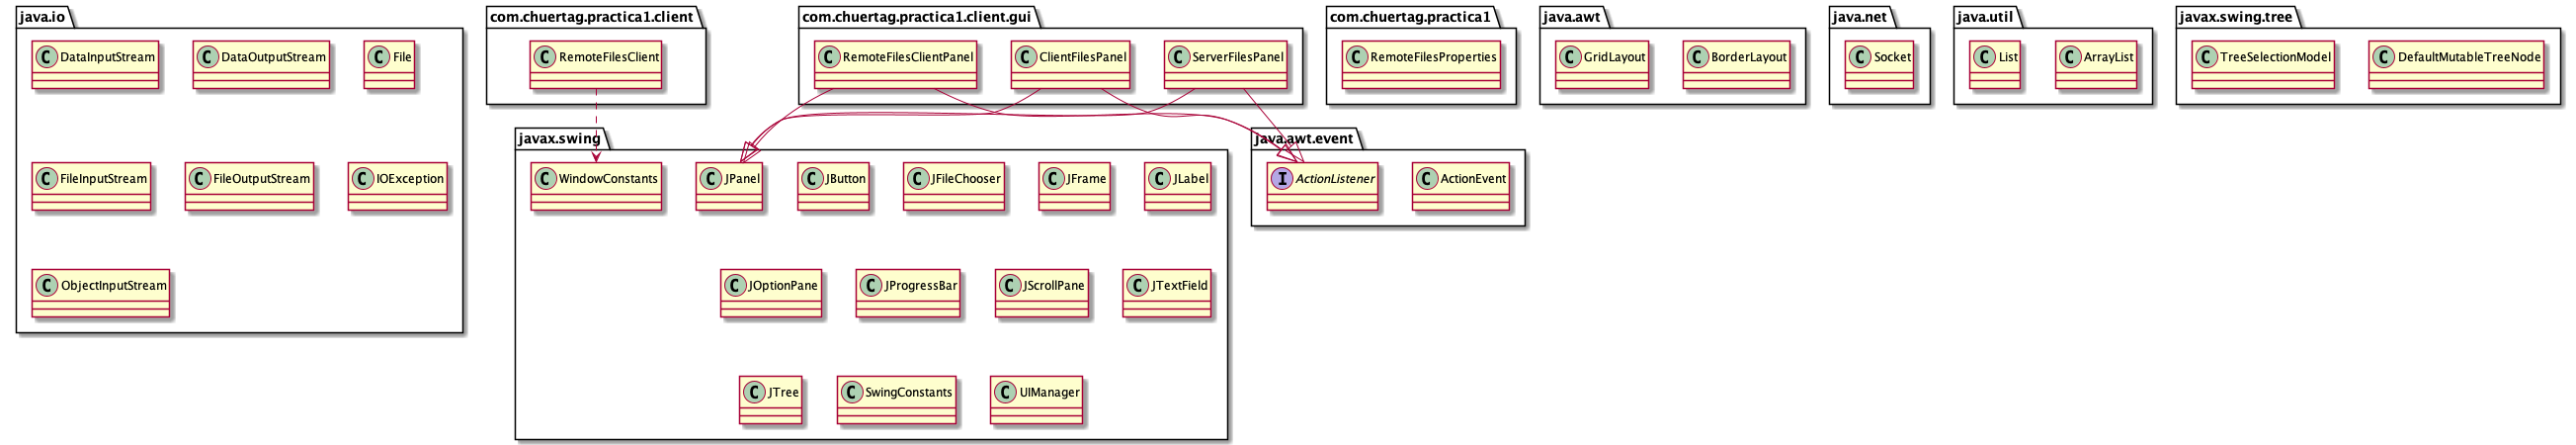 java.io
C DataInputStream
C DataOutputStream
C File
C FileInputStream
C FileOutputStream
C IOException
C ObjectInputStream
com.chuertag.practica1.client
C RemoteFilesClient
com.chuertag.practica1.client.gui
C RemoteFilesClientPanel
C ClientFilesPanel
C ServerFilesPanel
com.chuertag.practica1
C RemoteFilesProperties
java.awt
C GridLayout
C BorderLayout
java.net
C Socket
java.util
C List
C ArrayList
javax.swing.tree
C TreeSelectionModel
C DefaultMutableTreeNode
javax.swing
C WindowConstants
C JPanel
C JButton
C JFileChooser
C JFrame
C JLabel
C JOptionPane
C JProgressBar
C JScrollPane
C JTextField
C JTree
C SwingConstants
C UIManager
java.awt.event
I ActionListener
C ActionEvent